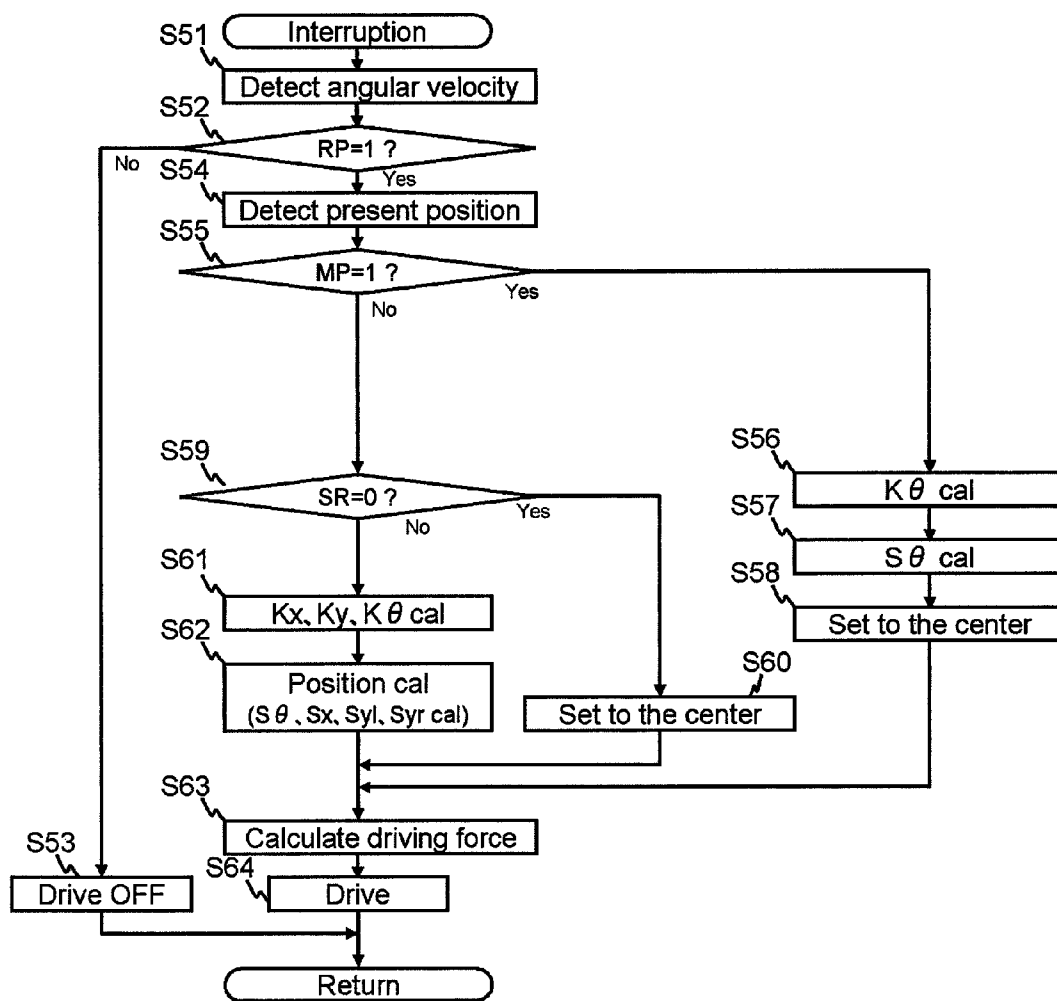 Interruption
S51
Detect angular velocity
S52
RP=1 ?
No
Yes
S54
Detect present position
S55
MP=1 ?
Yes
No
S59
SR=0 ?
Yes
No
S56
Kθ cal
S57
Sθ cal
S58
Set to the center
S61
Kx、Ky、Kθ cal
S62
Position cal
(Sθ、Sx、Syl、Syr cal)
S60
Set to the center
S63
Calculate driving force
S53
Drive OFF
S64
Drive
Return